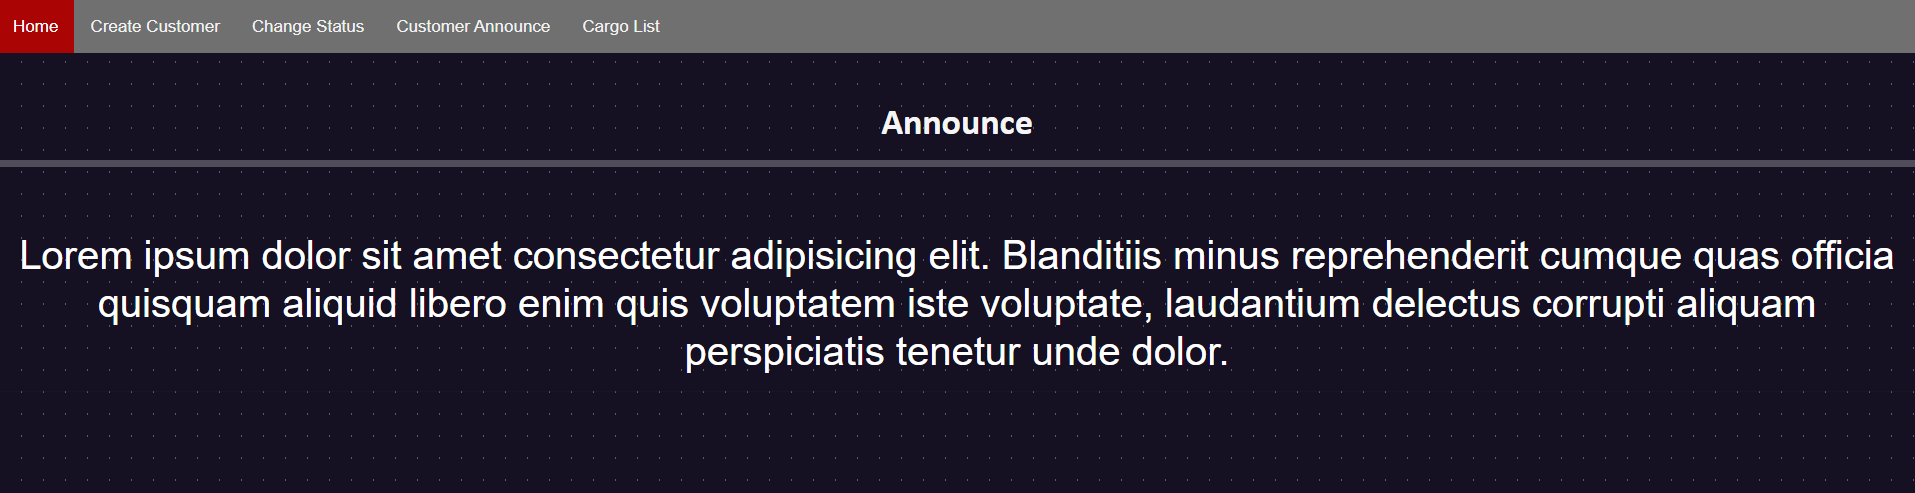 Home Create Customer Change Status Customer Announce Cargo List
Announce
Lorem ipsum dolor sit amet consectetur adipisicing elit. Blanditiis minus reprehenderit cumque quas officia
quisquam aliquid libero enim quis voluptatem iste voluptate, laudantium delectus corrupti aliquam
perspiciatis tenetur unde dolor.